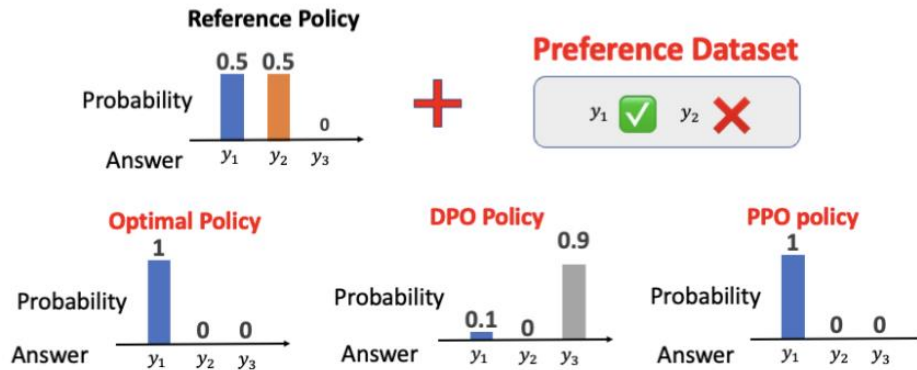 Reference Policy
0.5 0.5 0
Probability
Answer y₁ y₂ y₃
Preference Dataset
y₁ ✅ y₂ ❌
Optimal Policy
1 0 0
Probability
Answer y₁ y₂ y₃
DPO Policy
0.1 0 0.9
Probability
Answer y₁ y₂ y₃
PPO policy
1 0 0
Probability
Answer y₁ y₂ y₃